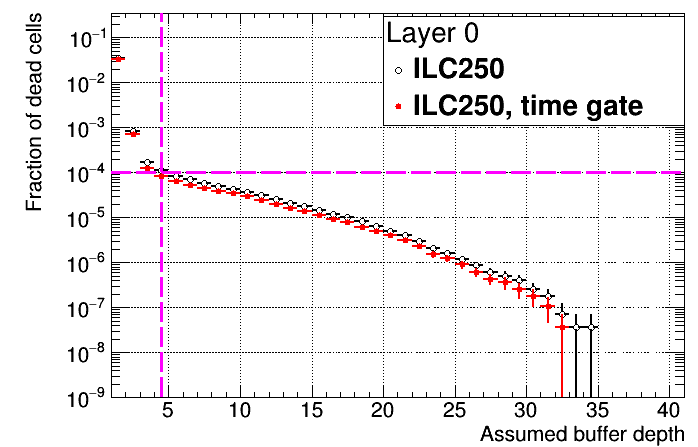 Fraction of dead cells
Layer 0
ILC250
ILC250, time gate
10⁻¹
10⁻²
10⁻³
10⁻⁴
10⁻⁵
10⁻⁶
10⁻⁷
10⁻⁸
10⁻⁹
5 10 15 20 25 30 35 40
Assumed buffer depth